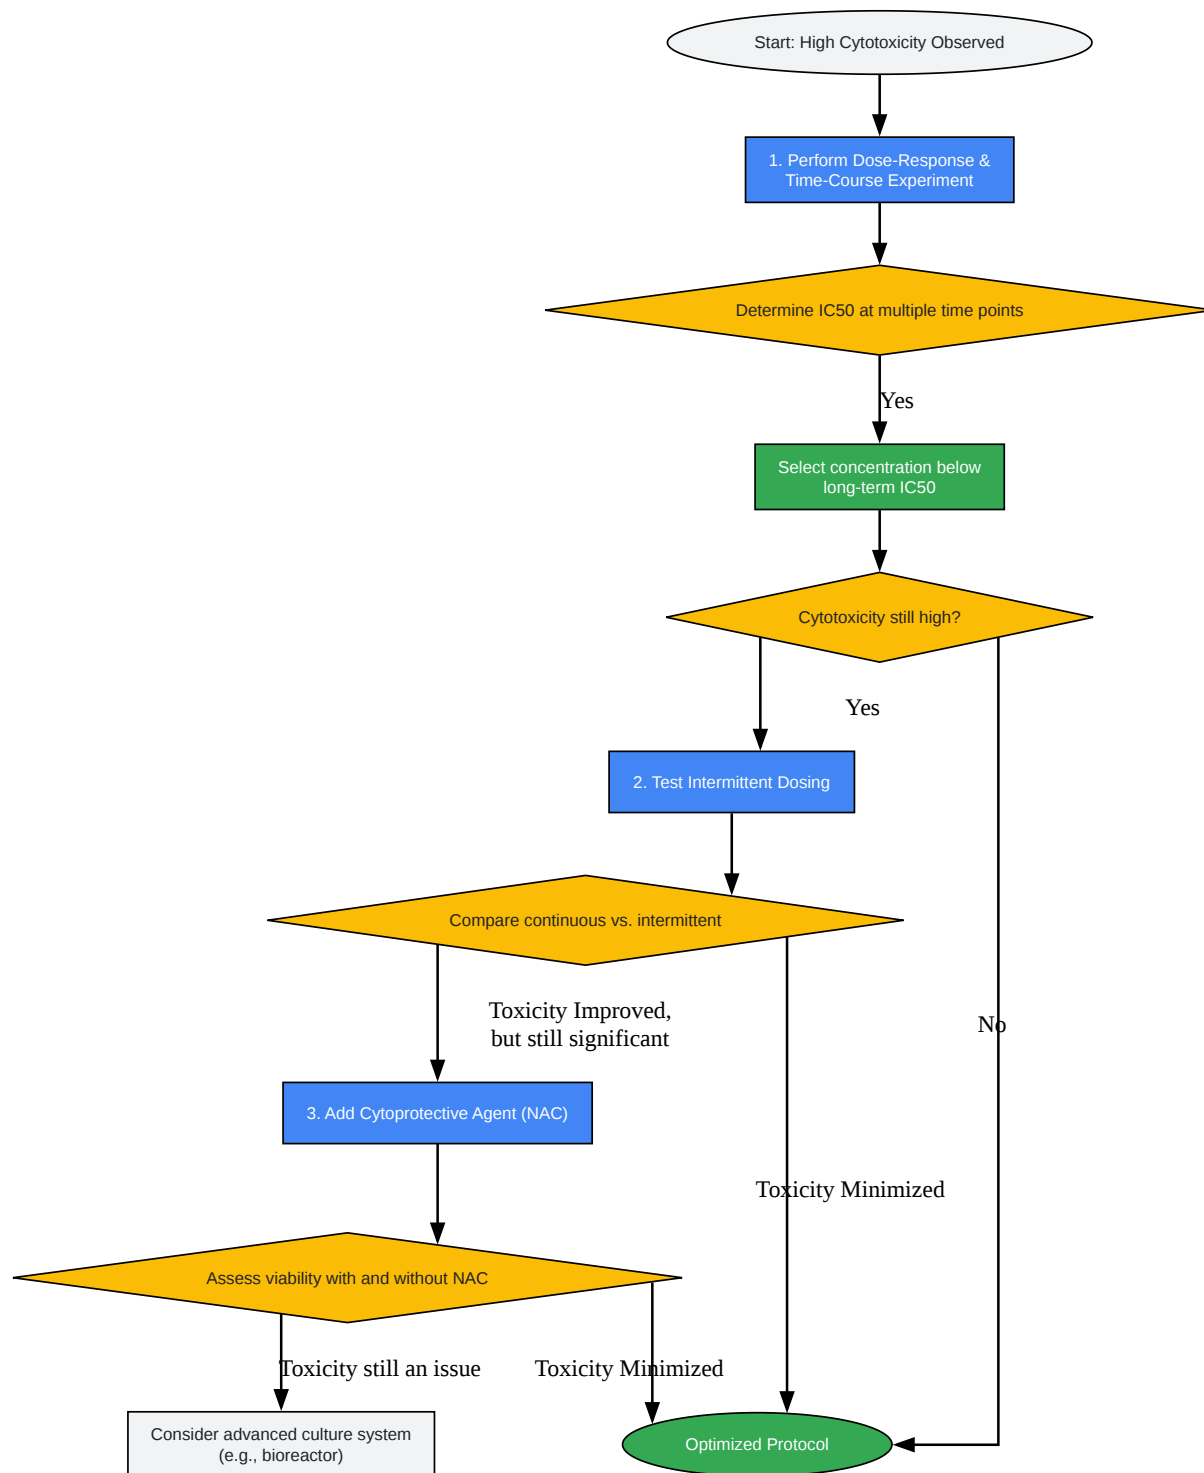 Start: High Cytotoxicity Observed
1. Perform Dose-Response &
Time-Course Experiment
Determine IC50 at multiple time points
Yes
Select concentration below
long-term IC50
Cytotoxicity still high?
Yes
2. Test Intermittent Dosing
Compare continuous vs. intermittent
Toxicity Improved,
but still significant
No
3. Add Cytoprotective Agent (NAC)
Toxicity Minimized
Assess viability with and without NAC
Toxicity still an issue
Toxicity Minimized
Consider advanced culture system
(e.g., bioreactor)
Optimized Protocol